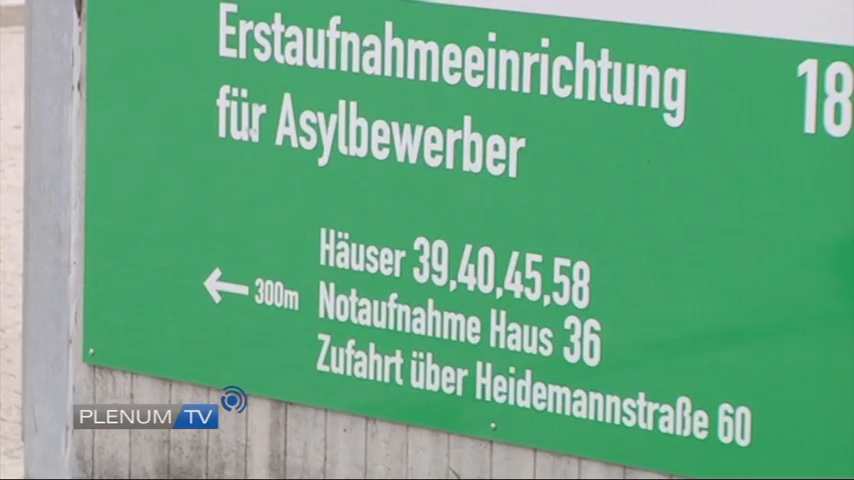 Erstaufnahmeeinrichtung
für Asylbewerber
18
Häuser 39,40,45,58
← 300m
Notaufnahme Haus 36
Zufahrt über Heidemannstraße 60
PLENUM TV